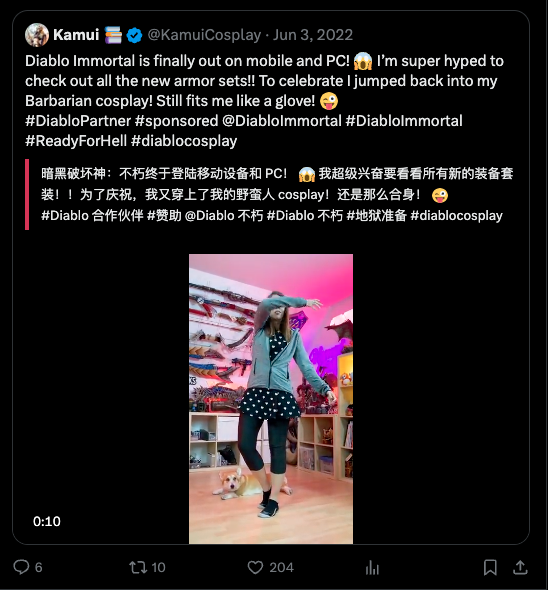 Kamui @KamuiCosplay · Jun 3, 2022
Diablo Immortal is finally out on mobile and PC! 😱 I'm super hyped to
check out all the new armor sets!! To celebrate I jumped back into my
Barbarian cosplay! Still fits me like a glove! 😜
#DiabloPartner #sponsored @DiabloImmortal #DiabloImmortal
#ReadyForHell #diablocosplay
暗黑破坏神：不朽终于登陆移动设备和 PC！ 😱 我超级兴奋要看看所有新的装备套
装！！为了庆祝，我又穿上了我的野蛮人 cosplay！还是那么合身！ 😜
#Diablo 合作伙伴 #赞助 @Diablo 不朽 #Diablo 不朽 #地狱准备 #diablocosplay
0:10
6 10 204